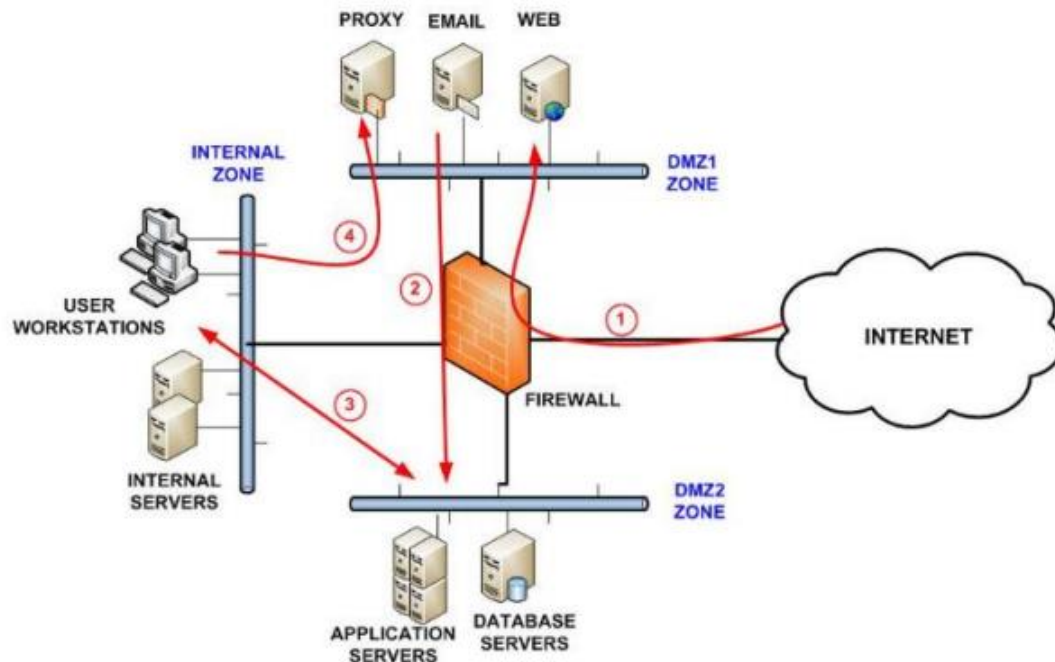 PROXY
EMAIL
WEB
INTERNAL
ZONE
DMZ1
ZONE
4
USER
WORKSTATIONS
2
1
INTERNET
FIREWALL
3
INTERNAL
SERVERS
DMZ2
ZONE
APPLICATION
SERVERS
DATABASE
SERVERS